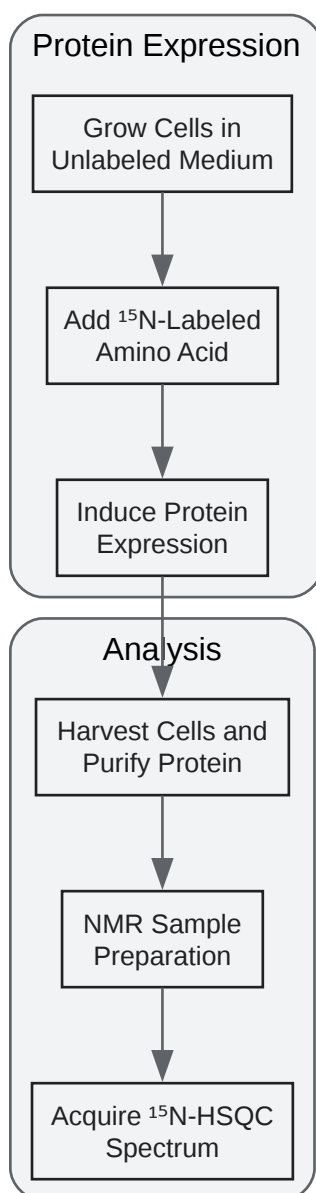 Protein Expression
Grow Cells in
Unlabeled Medium
Add ¹⁵N-Labeled
Amino Acid
Induce Protein
Expression
Analysis
Harvest Cells and
Purify Protein
NMR Sample
Preparation
Acquire ¹⁵N-HSQC
Spectrum